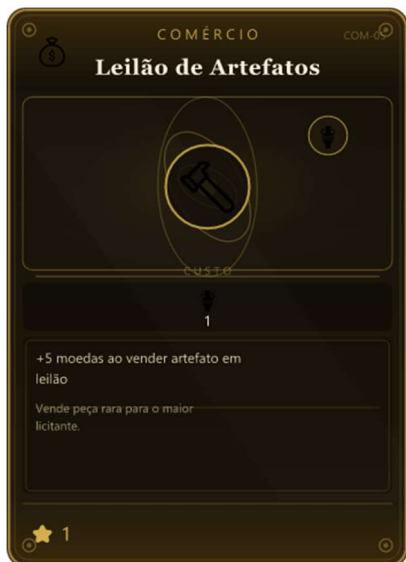 COMÉRCIO
COM-05
Leilão de Artefatos
CUSTO
1
+5 moedas ao vender artefato em
leilão
Vende peça rara para o maior
licitante.
1